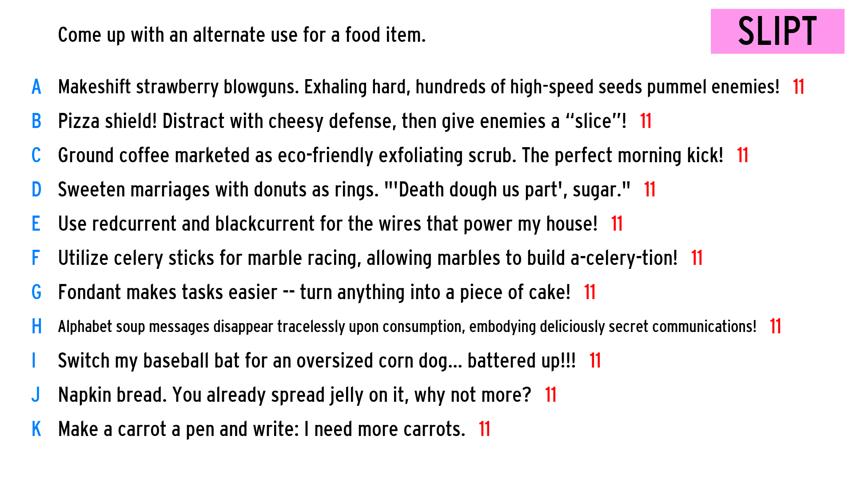 Come up with an alternate use for a food item.
SLIPT
A Makeshift strawberry blowguns. Exhaling hard, hundreds of high-speed seeds pummel enemies! 11
B Pizza shield! Distract with cheesy defense, then give enemies a “slice”! 11
C Ground coffee marketed as eco-friendly exfoliating scrub. The perfect morning kick! 11
D Sweeten marriages with donuts as rings. "'Death dough us part', sugar." 11
E Use redcurrent and blackcurrent for the wires that power my house! 11
F Utilize celery sticks for marble racing, allowing marbles to build a-celery-tion! 11
G Fondant makes tasks easier -- turn anything into a piece of cake! 11
H Alphabet soup messages disappear tracelessly upon consumption, embodying deliciously secret communications! 11
I Switch my baseball bat for an oversized corn dog... battered up!!! 11
J Napkin bread. You already spread jelly on it, why not more? 11
K Make a carrot a pen and write: I need more carrots. 11